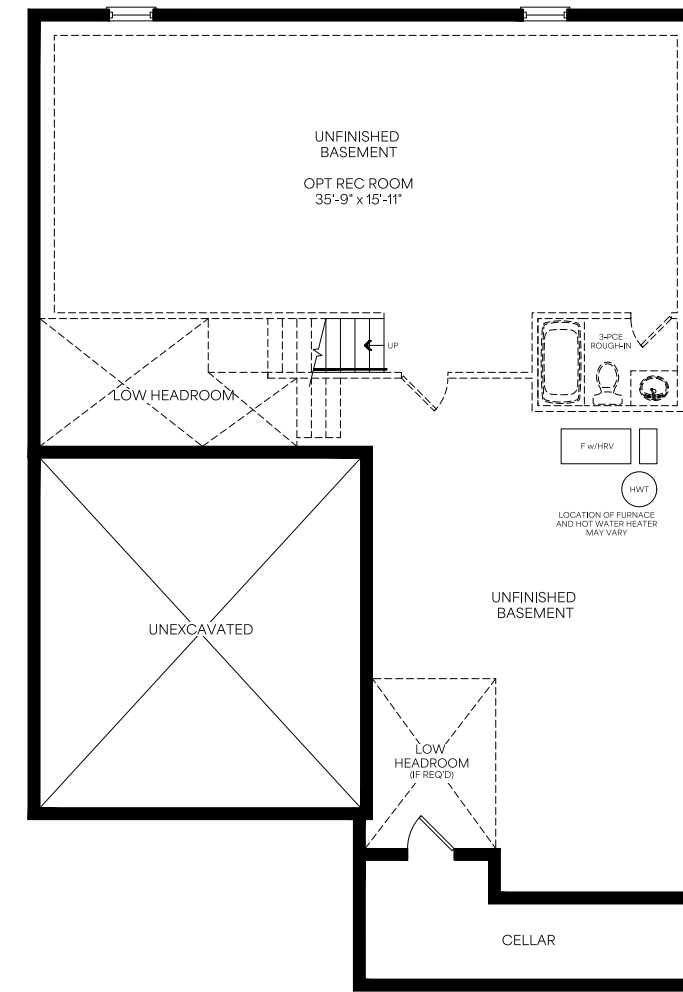 UNFINISHED
BASEMENT
OPT REC ROOM
35'-9" x 15'-11"
UP
3-PCE
ROUGH-IN
LOW HEADROOM
F w/HRV
HWT
LOCATION OF FURNACE
AND HOT WATER HEATER
MAY VARY
UNFINISHED
BASEMENT
UNEXCAVATED
LOW
HEADROOM
(IF REQ'D)
CELLAR